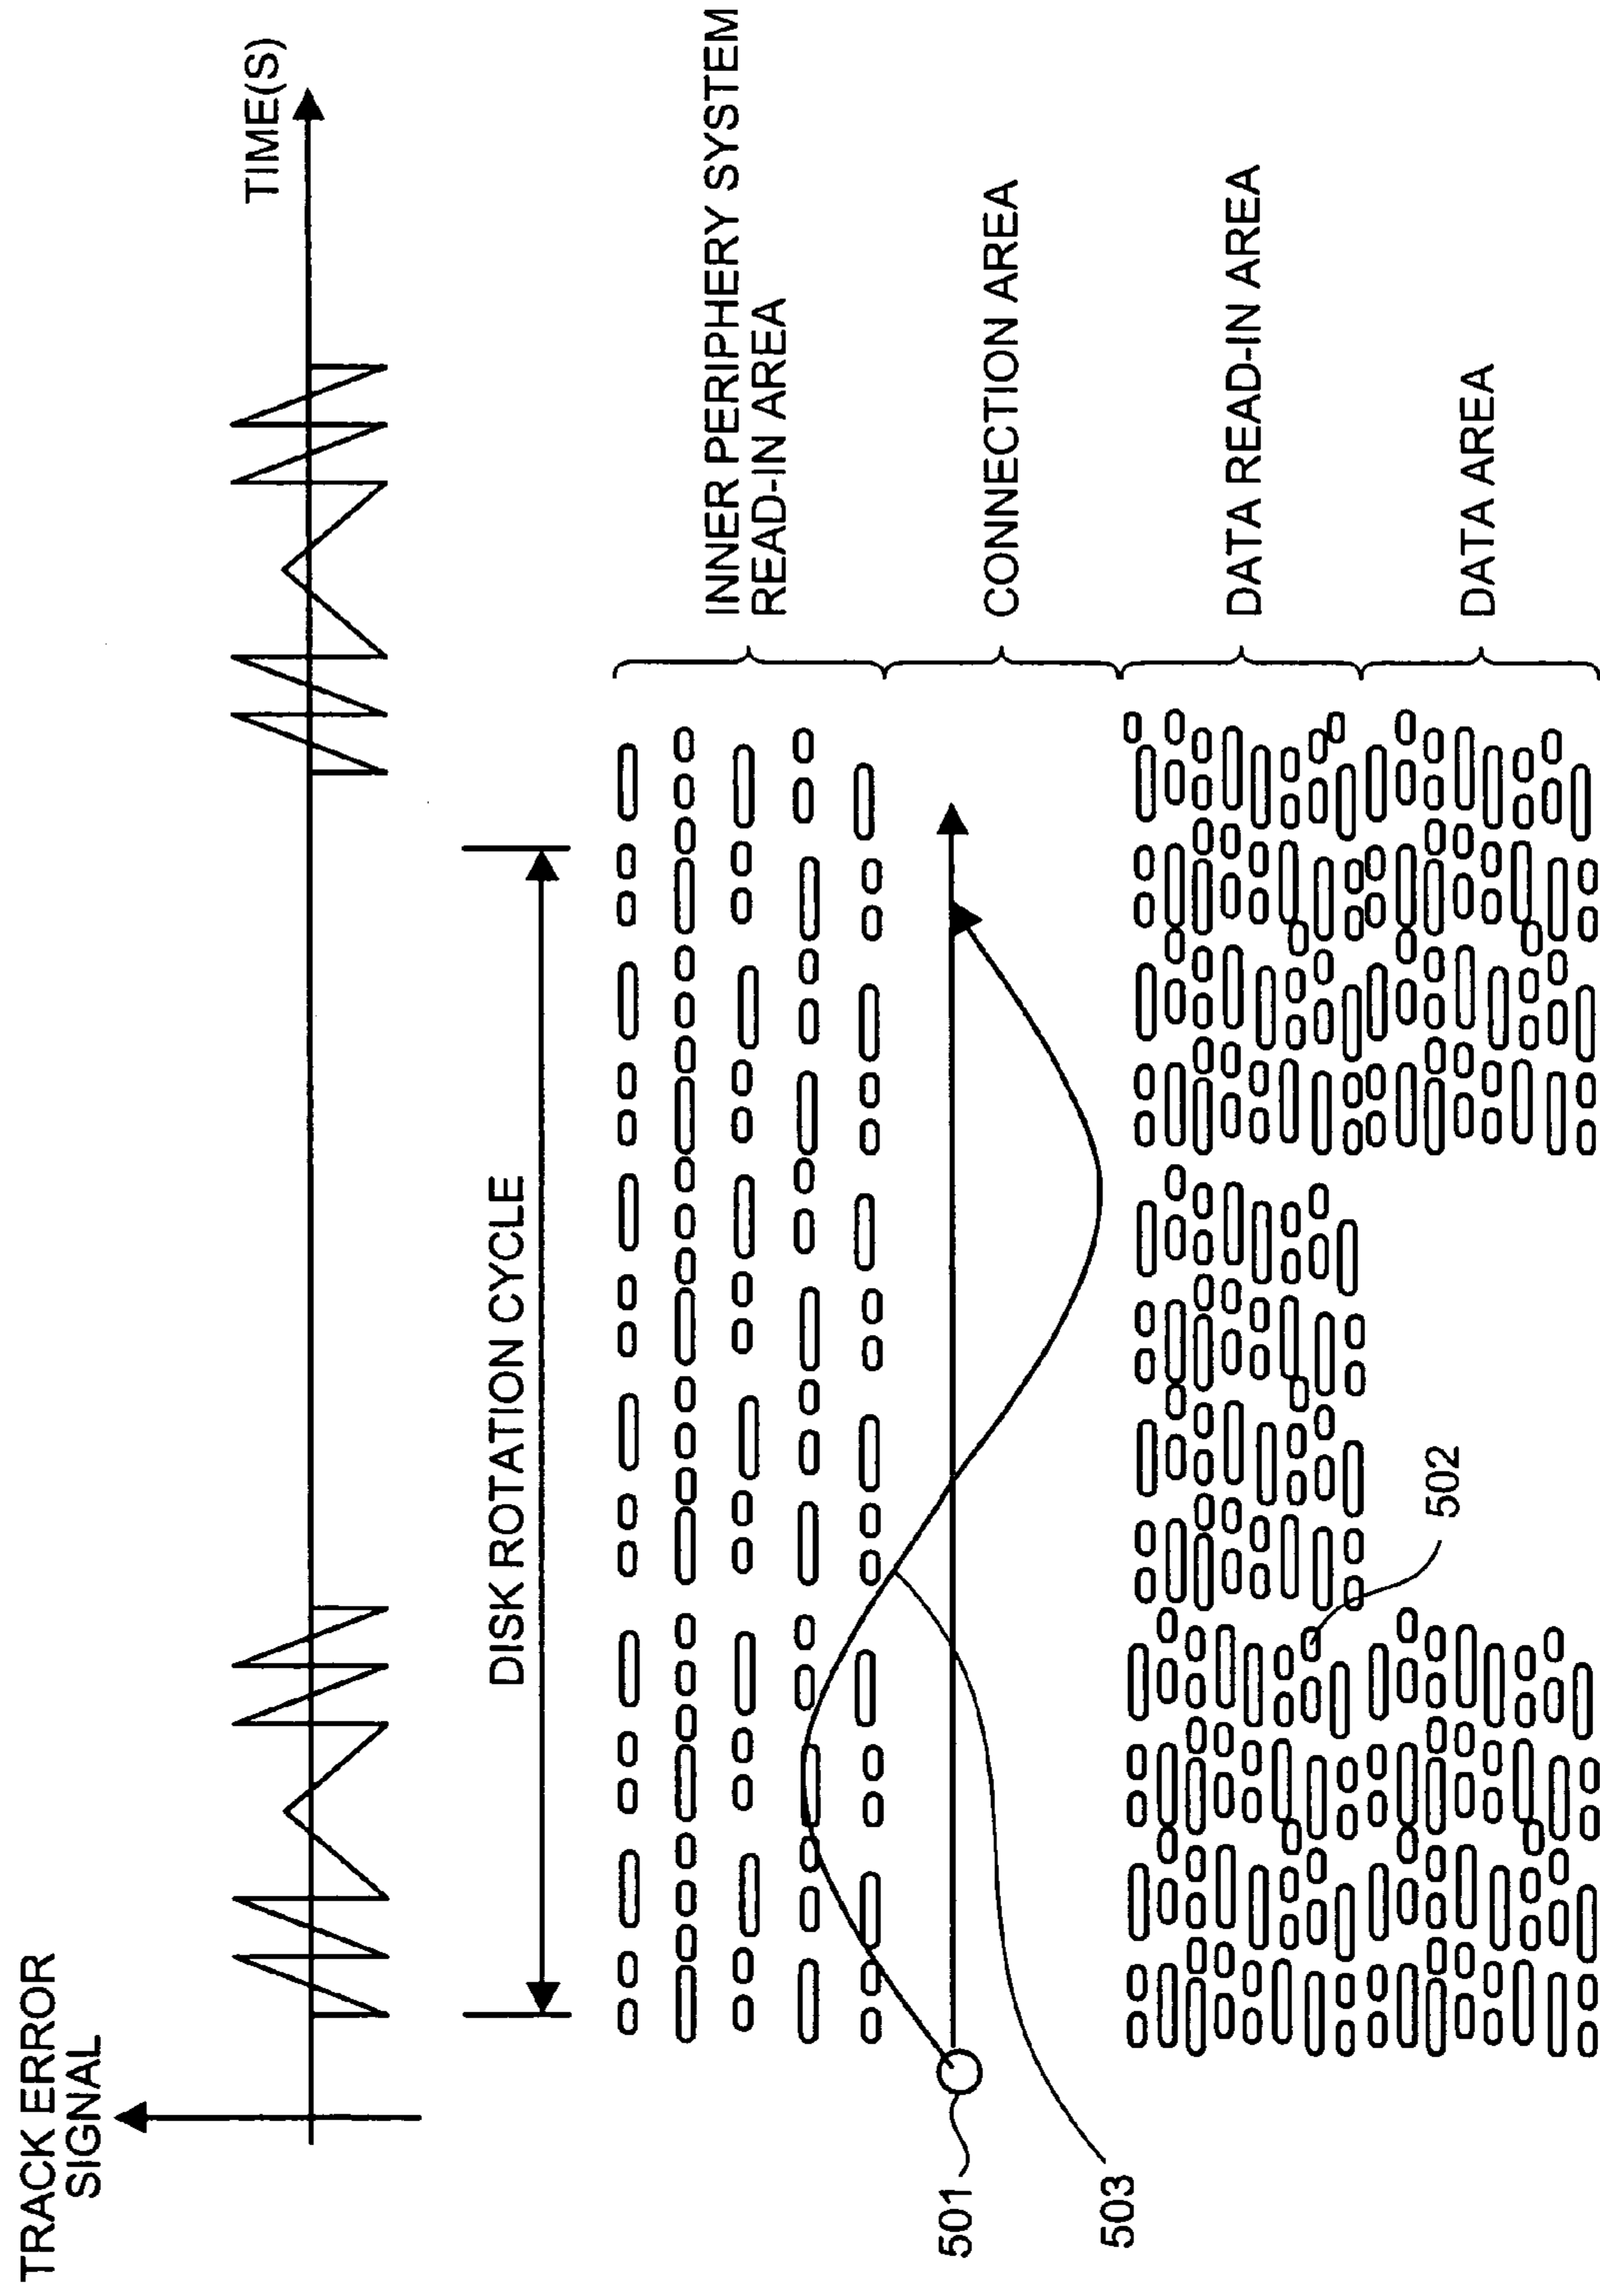 TRACK ERROR
SIGNAL
TIME(S)
DISK ROTATION CYCLE
INNER PERIPHERY SYSTEM
READ-IN AREA
CONNECTION AREA
DATA READ-IN AREA
DATA AREA
501
503
502